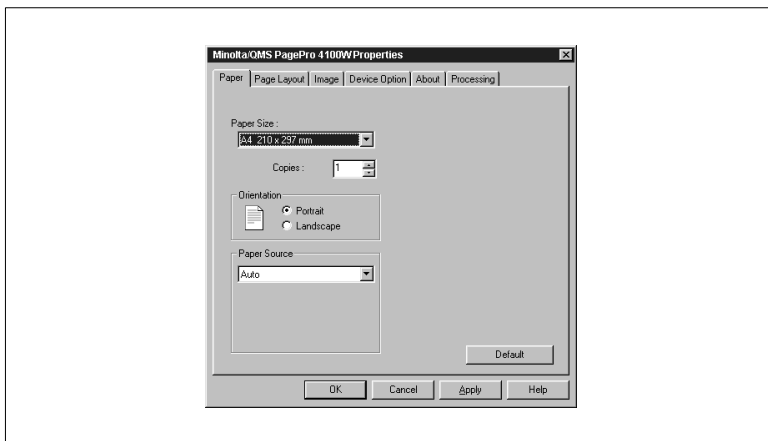 Minolta/QMS PagePro 4100W Properties
Paper Page Layout Image Device Option About Processing
Paper Size :
A4 210 x 297 mm
Copies : 1
Orientation
Portrait
Landscape
Paper Source
Auto
Default
OK Cancel Apply Help